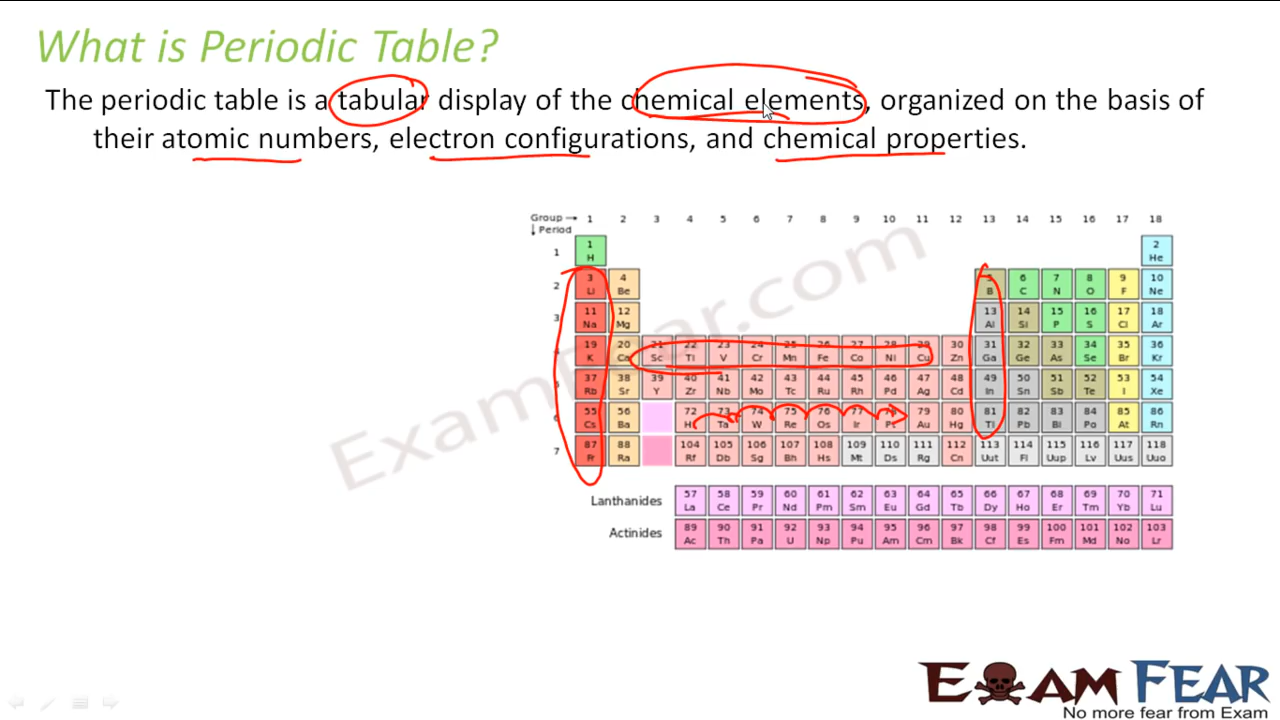 What is Periodic Table?
The periodic table is a tabular display of the chemical elements, organized on the basis of
their atomic numbers, electron configurations, and chemical properties.
Group → 1 2 3 4 5 6 7 8 9 10 11 12 13 14 15 16 17 18
↓ Period
1 1 2
H He
2 3 4 5 6 7 8 9 10
Li Be B C N O F Ne
3 11 12 13 14 15 16 17 18
Na Mg Al Si P S Cl Ar
4 19 20 21 22 23 24 25 26 27 28 29 30 31 32 33 34 35 36
K Ca Sc Ti V Cr Mn Fe Co Ni Cu Zn Ga Ge As Se Br Kr
5 37 38 39 40 41 42 43 44 45 46 47 48 49 50 51 52 53 54
Rb Sr Y Zr Nb Mo Tc Ru Rh Pd Ag Cd In Sn Sb Te I Xe
6 55 56 72 73 74 75 76 77 78 79 80 81 82 83 84 85 86
Cs Ba Hf Ta W Re Os Ir Pt Au Hg Tl Pb Bi Po At Rn
7 87 88 104 105 106 107 108 109 110 111 112 113 114 115 116 117 118
Fr Ra Rf Db Sg Bh Hs Mt Ds Rg Cn Uut Fl Uup Lv Uus Uuo
Lanthanides 57 58 59 60 61 62 63 64 65 66 67 68 69 70 71
La Ce Pr Nd Pm Sm Eu Gd Tb Dy Ho Er Tm Yb Lu
Actinides 89 90 91 92 93 94 95 96 97 98 99 100 101 102 103
Ac Th Pa U Np Pu Am Cm Bk Cf Es Fm Md No Lr
ExamFear.com
EXAM FEAR
No more fear from Exam